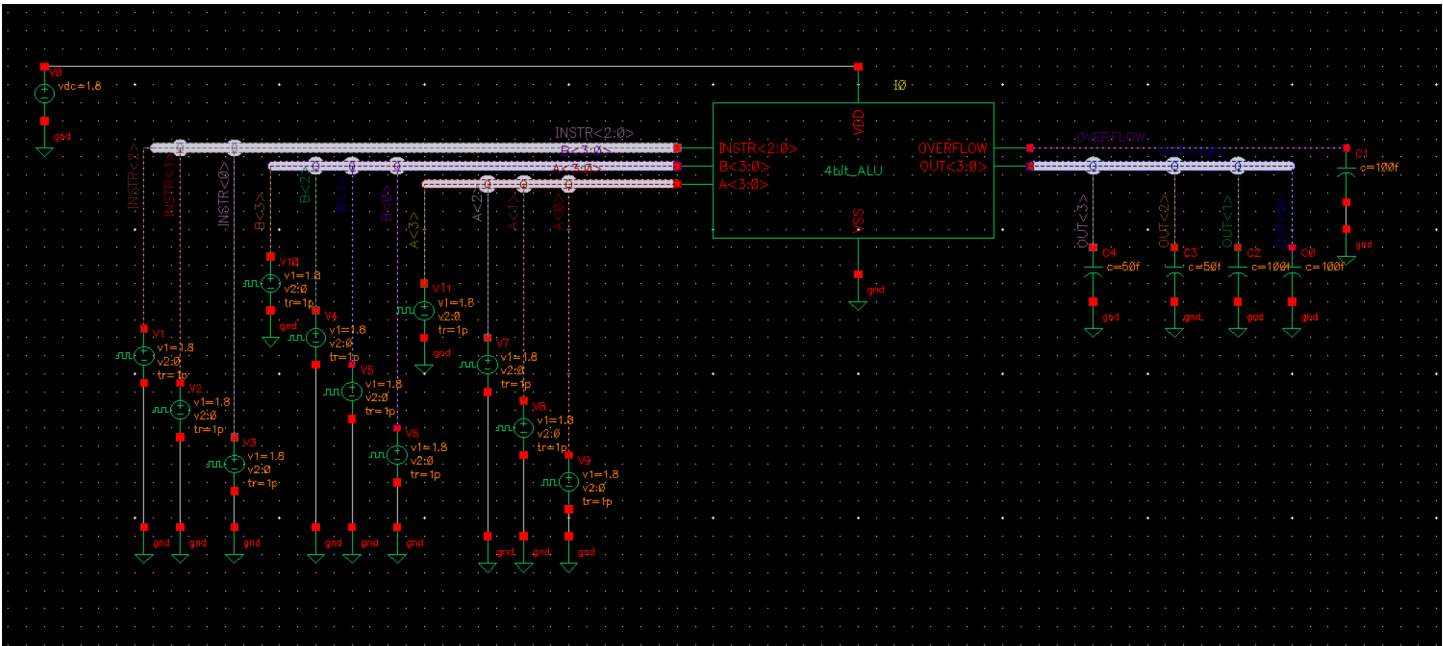 V0
vdc=1.8
gnd
I0
VDD
INSTR<2:0>
B<3:0>
A<3:0>
INSTR<2:0>
B<3:0>
A<3:0>
4bit_ALU
OVERFLOW
OUT<3:0>
VSS
gnd
OVERFLOW
C1
c=100f
gnd
INSTR<2>
INSTR<1>
INSTR<0>
B<3>
B<2>
B<1>
B<0>
A<3>
A<2>
A<1>
A<0>
OUT<3>
OUT<2>
OUT<1>
OUT<0>
C4
c=50f
gnd
C3
c=50f
gnd
C2
c=100f
gnd
C0
c=100f
gnd
V10
v1=1.8
v2:0
tr=1p
gnd
V11
v1=1.8
v2:0
tr=1p
gnd
V4
v1=1.8
v2:0
tr=1p
gnd
V1
v1=1.8
v2:0
tr=1p
gnd
V7
v1=1.8
v2:0
tr=1p
gnd
V5
v1=1.8
v2:0
tr=1p
gnd
V2
v1=1.8
v2:0
tr=1p
gnd
V8
v1=1.8
v2:0
tr=1p
gnd
V6
v1=1.8
v2:0
tr=1p
gnd
V3
v1=1.8
v2:0
tr=1p
gnd
V9
v1=1.8
v2:0
tr=1p
gnd